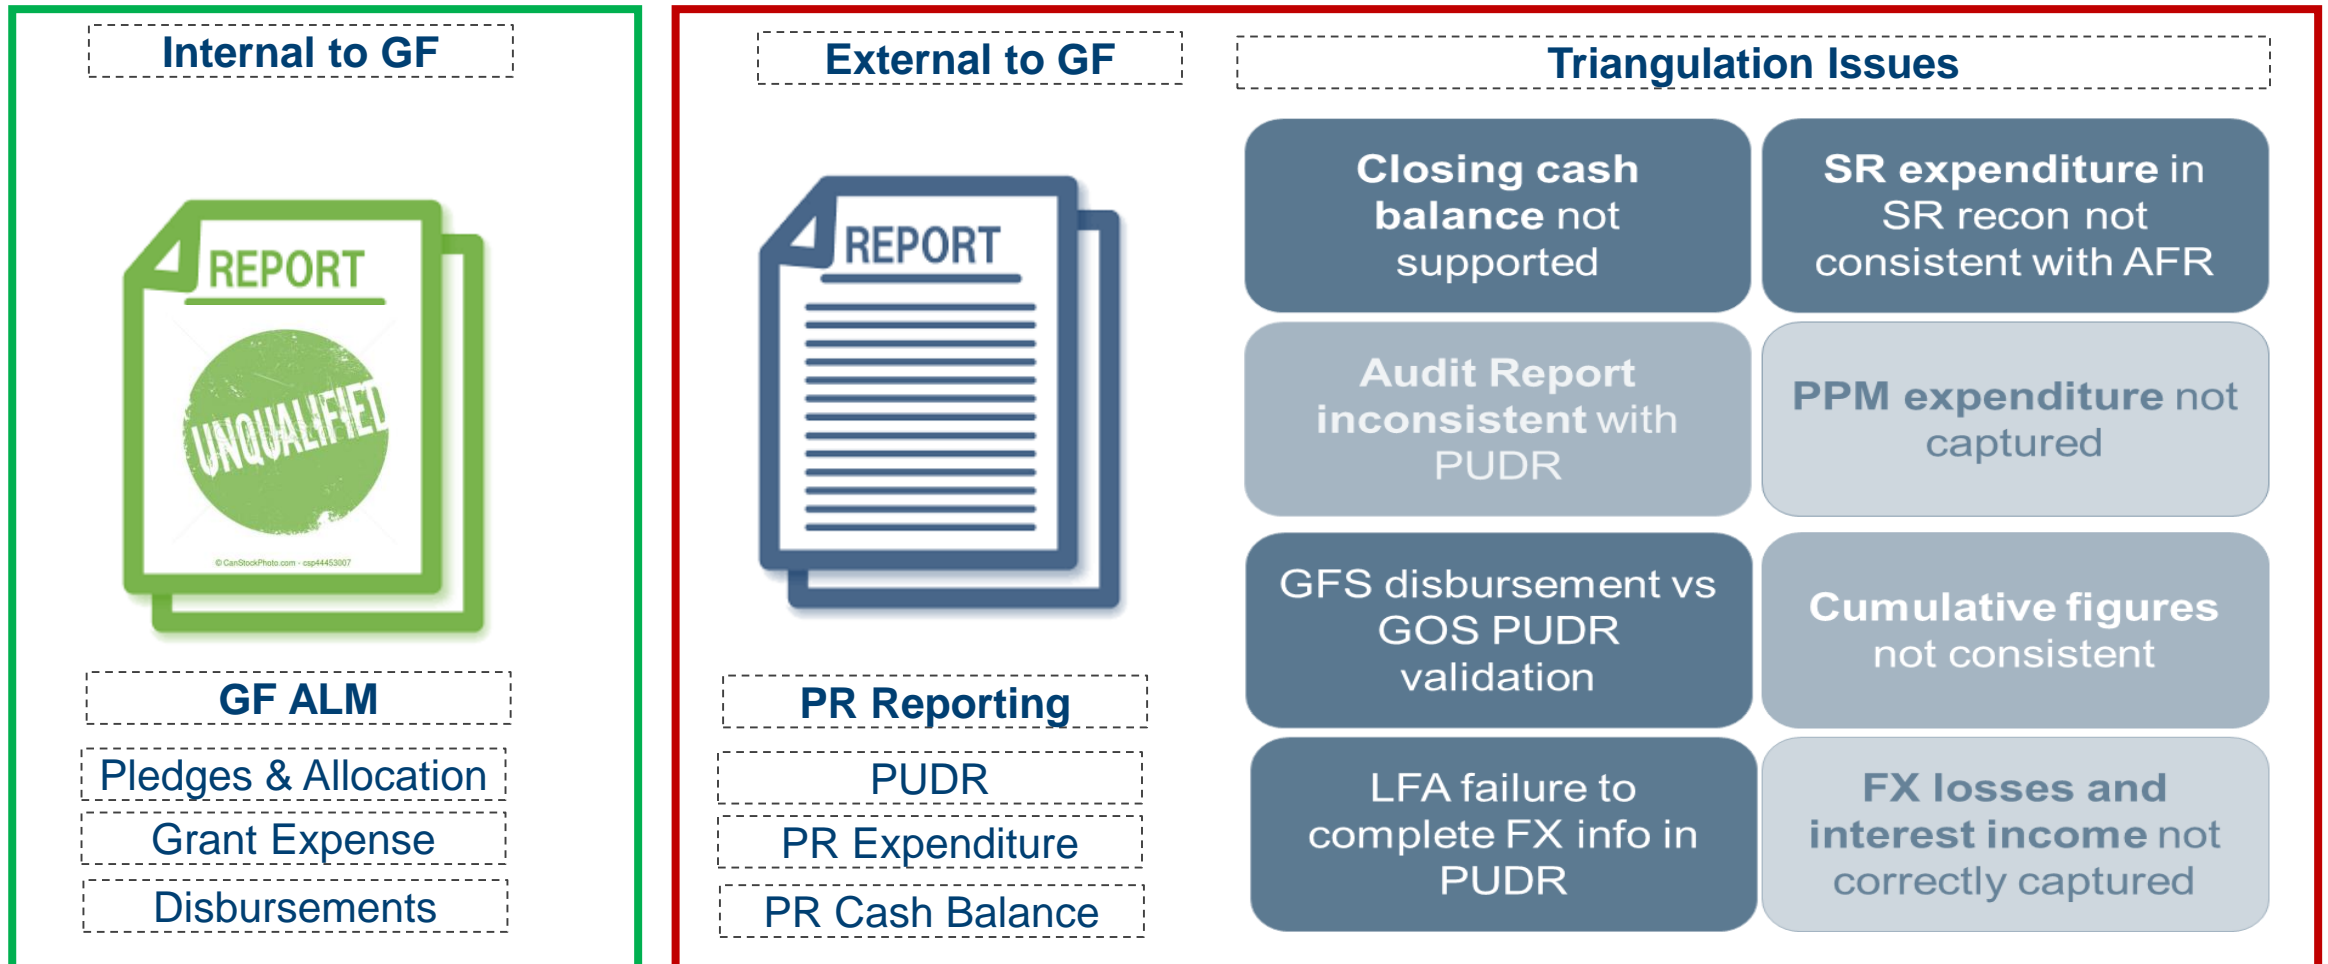 Internal to GF
REPORT
UNQUALIFIED
© CanStockPhoto.com - csp44453007
GF ALM
Pledges & Allocation
Grant Expense
Disbursements
External to GF
REPORT
PR Reporting
PUDR
PR Expenditure
PR Cash Balance
Triangulation Issues
Closing cash
balance not
supported
SR expenditure in
SR recon not
consistent with AFR
Audit Report
inconsistent with
PUDR
PPM expenditure not
captured
GFS disbursement vs
GOS PUDR
validation
Cumulative figures
not consistent
LFA failure to
complete FX info in
PUDR
FX losses and
interest income not
correctly captured